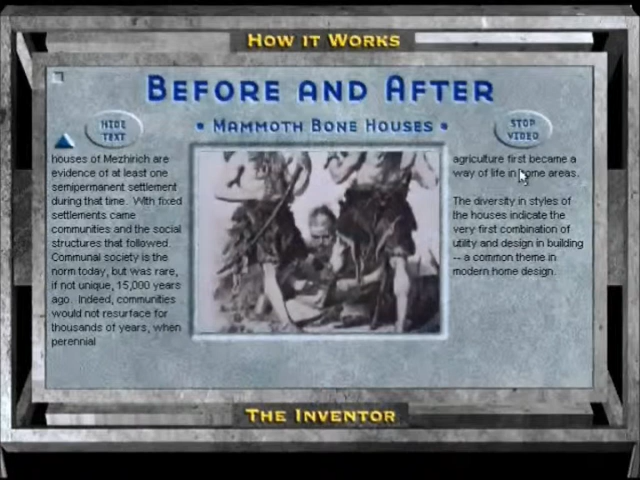 How it Works
Before and After
• Mammoth Bone Houses •
HIDE
TEXT
STOP
VIDEO
houses of Mezhirich are
evidence of at least one
semipermanent settlement
during that time. With fixed
settlements came
communities and the social
structures that followed.
Communal society is the
norm today, but was rare,
if not unique, 15,000 years
ago. Indeed, communities
would not resurface for
thousands of years, when
perennial
agriculture first became a
way of life in some areas.
The diversity in styles of
the houses indicate the
very first combination of
utility and design in building
-- a common theme in
modern home design.
The Inventor